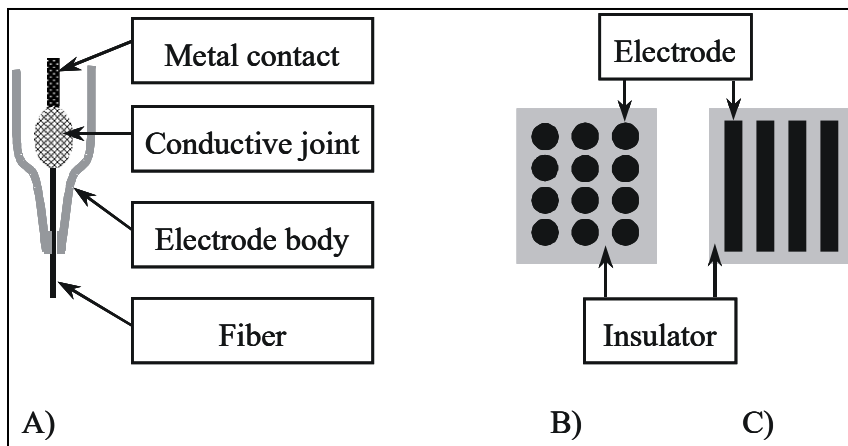 Metal contact
Conductive joint
Electrode body
Fiber
Electrode
Insulator
A)
B)
C)